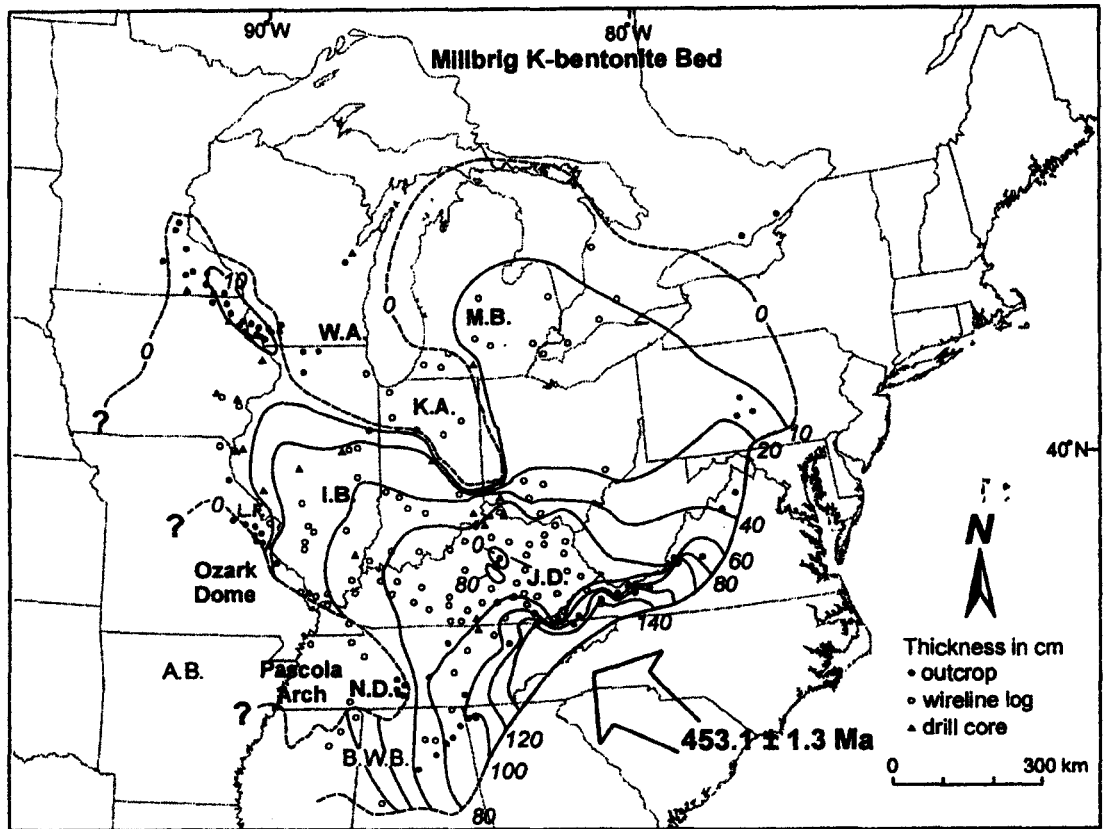 90°W
80°W
Millbrig K-bentonite Bed
10
0
W.A.
M.B.
0
0
K.A.
?
10
20
40°N
I.B.
?
0
L.F.
40
0
60
80
J.D.
80
Ozark
Dome
140
N
A.B.
Pascola
Arch
N.D.
?
Thickness in cm
outcrop
wireline log
drill core
453.1 ± 1.3 Ma
120
B.W.B.
100
80
0
300 km